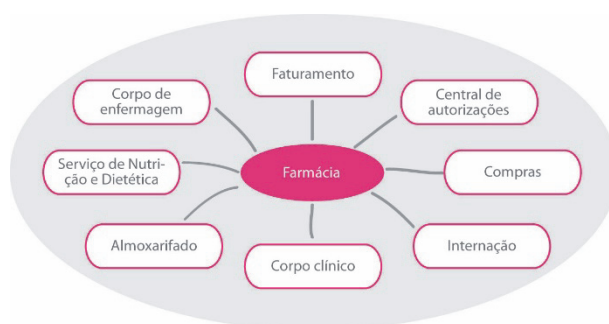 Faturamento
Corpo de
enfermagem
Central de
autorizações
Serviço de Nutri-
ção e Dietética
Farmácia
Compras
Almoxarifado
Internação
Corpo clínico